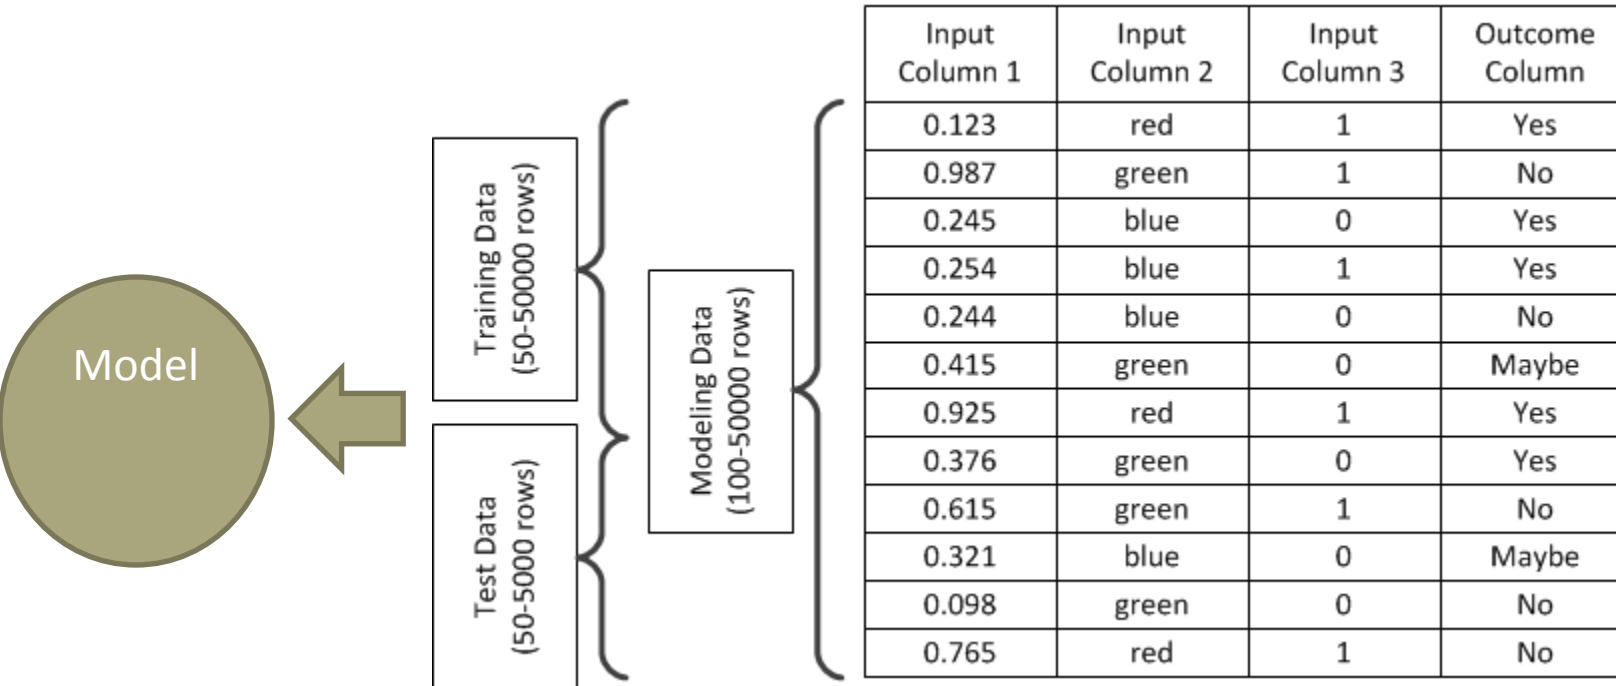 Model
Training Data
(50-50000 rows)
Test Data
(50-5000 rows)
Modeling Data
(100-50000 rows)
Input Column 1 Input Column 2 Input Column 3 Outcome Column
0.123 red 1 Yes
0.987 green 1 No
0.245 blue 0 Yes
0.254 blue 1 Yes
0.244 blue 0 No
0.415 green 0 Maybe
0.925 red 1 Yes
0.376 green 0 Yes
0.615 green 1 No
0.321 blue 0 Maybe
0.098 green 0 No
0.765 red 1 No